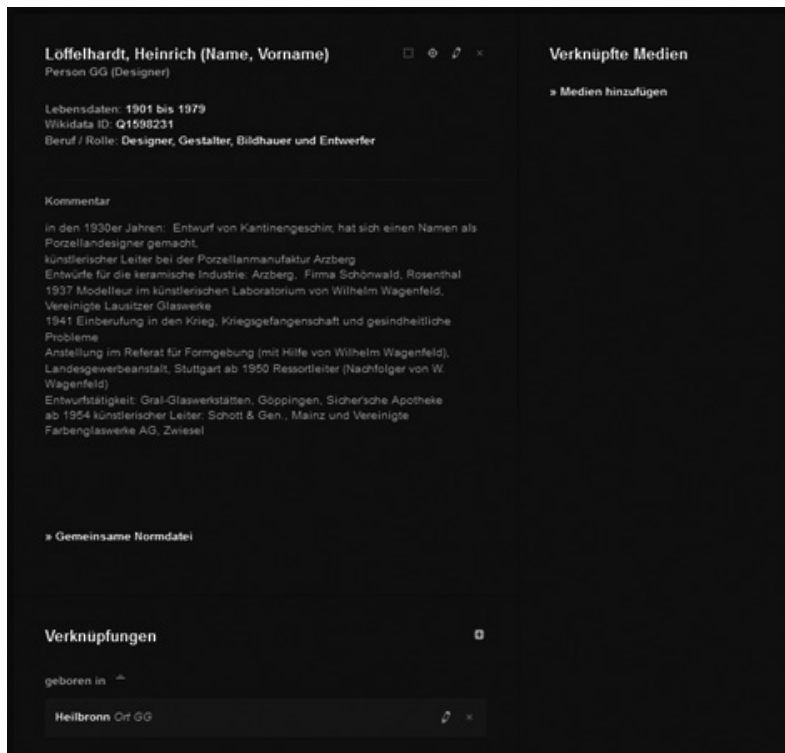 Löffelhardt, Heinrich (Name, Vorname)
Person GG (Designer)
Lebensdaten: 1901 bis 1979
Wikidata ID: Q1598231
Beruf / Rolle: Designer, Gestalter, Bildhauer und Entwerfer
Kommentar
in den 1930er Jahren: Entwurf von Kantinengeschirr, hat sich einen Namen als
Porzellandesigner gemacht,
künstlerischer Leiter bei der Porzellanmanufaktur Arzberg
Entwürfe für die keramische Industrie: Arzberg, Firma Schönwald, Rosenthal
1937 Modelleur im künstlerischen Laboratorium von Wilhelm Wagenfeld,
Vereinigte Lausitzer Glaswerke
1941 Einberufung in den Krieg, Kriegsgefangenschaft und gesindheitliche
Probleme
Anstellung im Referat für Formgebung (mit Hilfe von Wilhelm Wagenfeld),
Landesgewerbeanstalt, Stuttgart ab 1950 Ressortleiter (Nachfolger von W.
Wagenfeld)
Entwurfstätigkeit: Gral-Glaswerkstätten, Göppingen, Sicher'sche Apotheke
ab 1954 künstlerischer Leiter: Schott & Gen., Mainz und Vereinigte
Farbenglaswerke AG, Zwiesel
» Gemeinsame Normdatei
Verknüpfungen
geboren in
Heilbronn Ort GG
Verknüpfte Medien
» Medien hinzufügen